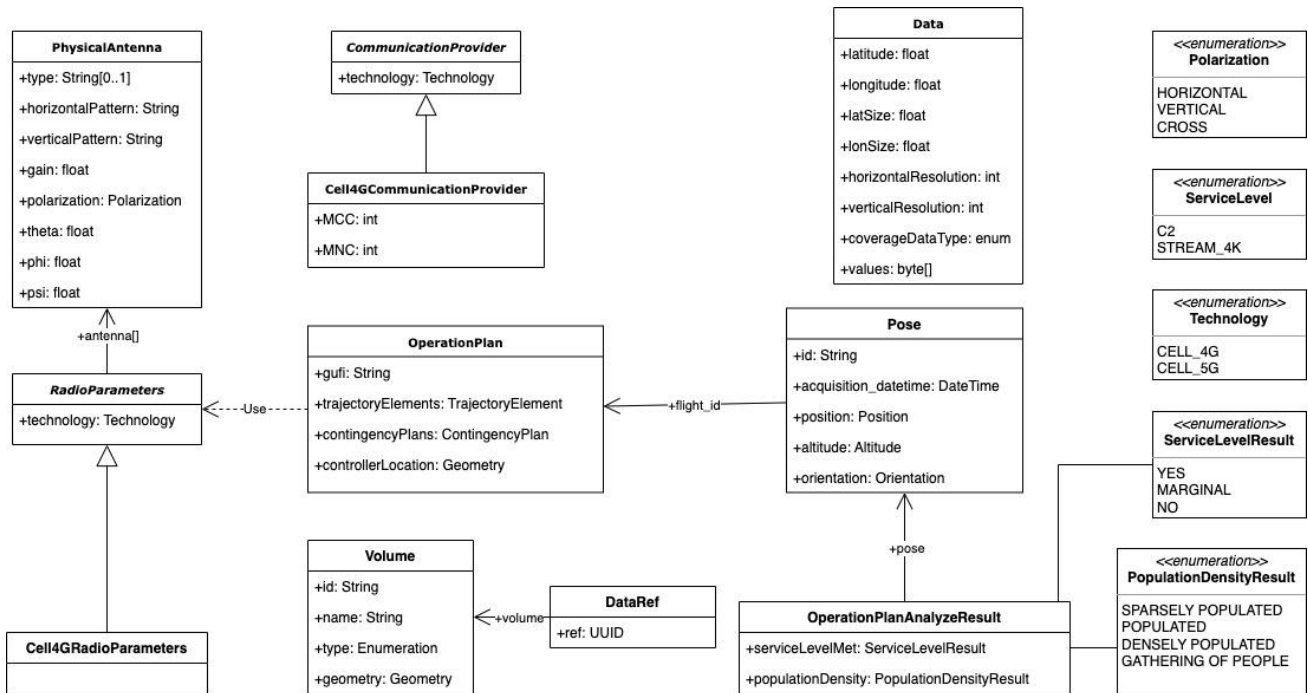 PhysicalAntenna
+type: String[0..1]
+horizontalPattern: String
+verticalPattern: String
+gain: float
+polarization: Polarization
+theta: float
+phi: float
+psi: float
+antenna[]
RadioParameters
+technology: Technology
Cell4GRadioParameters
CommunicationProvider
+technology: Technology
Cell4GCommunicationProvider
+MCC: int
+MNC: int
Use
OperationPlan
+gufi: String
+trajectoryElements: TrajectoryElement
+contingencyPlans: ContingencyPlan
+controllerLocation: Geometry
+flight_id
Volume
+id: String
+name: String
+type: Enumeration
+geometry: Geometry
+volume
DataRef
+ref: UUID
Data
+latitude: float
+longitude: float
+latSize: float
+lonSize: float
+horizontalResolution: int
+verticalResolution: int
+coverageDataType: enum
+values: byte[]
Pose
+id: String
+acquisition_datetime: DateTime
+position: Position
+altitude: Altitude
+orientation: Orientation
+pose
OperationPlanAnalyzeResult
+serviceLevelMet: ServiceLevelResult
+populationDensity: PopulationDensityResult
<<enumeration>>
Polarization
HORIZONTAL
VERTICAL
CROSS
<<enumeration>>
ServiceLevel
C2
STREAM_4K
<<enumeration>>
Technology
CELL_4G
CELL_5G
<<enumeration>>
ServiceLevelResult
YES
MARGINAL
NO
<<enumeration>>
PopulationDensityResult
SPARSELY POPULATED
POPULATED
DENSELY POPULATED
GATHERING OF PEOPLE